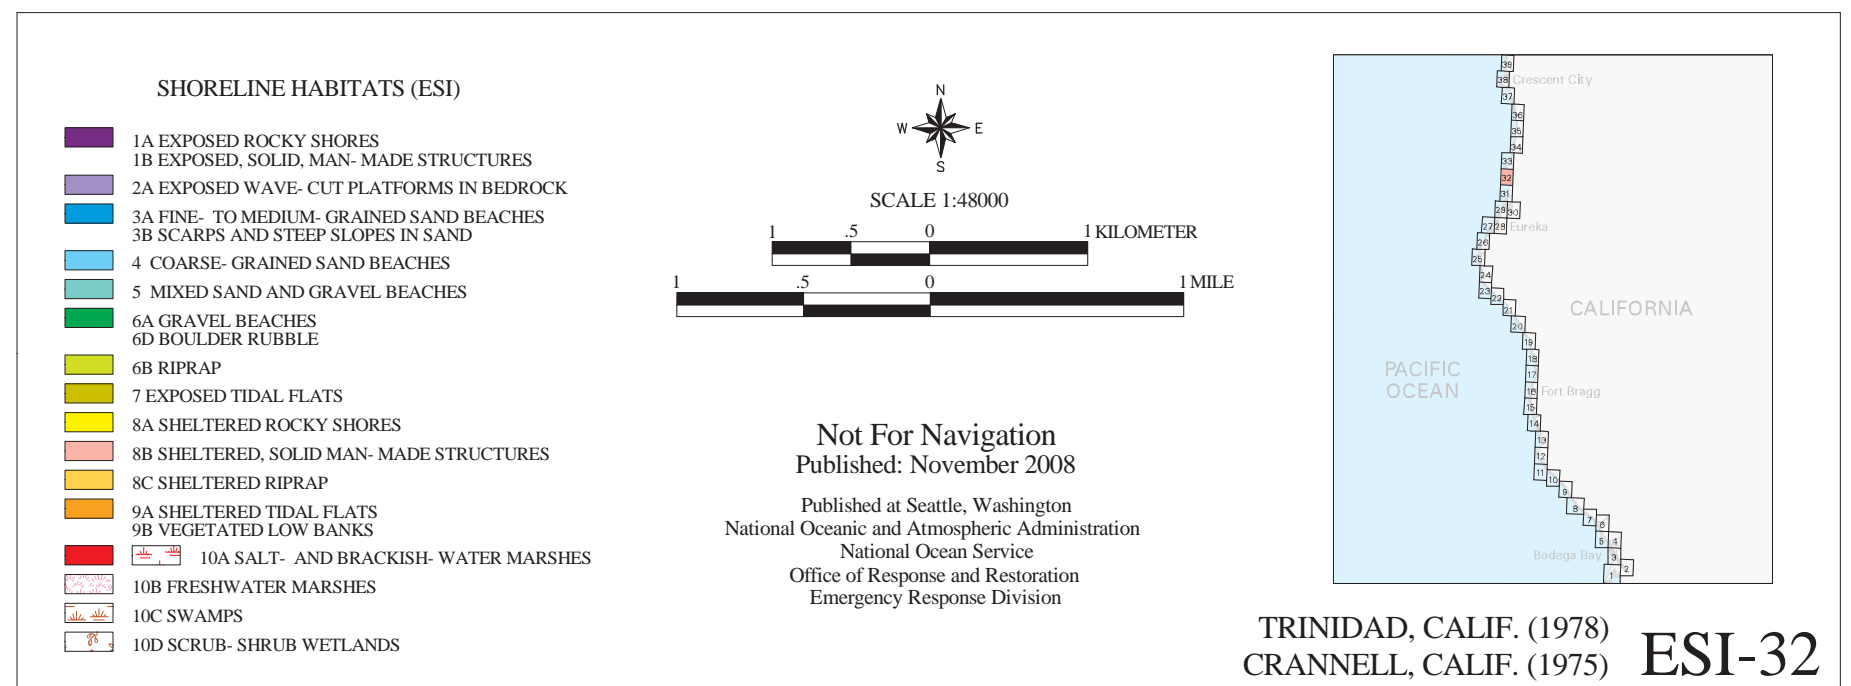 SHORELINE HABITATS (ESI)
1A EXPOSED ROCKY SHORES
1B EXPOSED, SOLID, MAN- MADE STRUCTURES
2A EXPOSED WAVE- CUT PLATFORMS IN BEDROCK
3A FINE- TO MEDIUM- GRAINED SAND BEACHES
3B SCARPS AND STEEP SLOPES IN SAND
4 COARSE- GRAINED SAND BEACHES
5 MIXED SAND AND GRAVEL BEACHES
6A GRAVEL BEACHES
6D BOULDER RUBBLE
6B RIPRAP
7 EXPOSED TIDAL FLATS
8A SHELTERED ROCKY SHORES
8B SHELTERED, SOLID MAN- MADE STRUCTURES
8C SHELTERED RIPRAP
9A SHELTERED TIDAL FLATS
9B VEGETATED LOW BANKS
10A SALT- AND BRACKISH- WATER MARSHES
10B FRESHWATER MARSHES
10C SWAMPS
10D SCRUB- SHRUB WETLANDS
N
W E
S
SCALE 1:48000
1 .5 0 1 KILOMETER
1 .5 0 1 MILE
Not For Navigation
Published: November 2008
Published at Seattle, Washington
National Oceanic and Atmospheric Administration
National Ocean Service
Office of Response and Restoration
Emergency Response Division
39
38 Crescent City
37
36
35
34
33
32
31
29 30
27 28 Eureka
26
25
24
23
22
21
CALIFORNIA
20
19
18
PACIFIC
OCEAN
17
16 Fort Bragg
15
14
13
12
11
10
9
8
7
6
5 4
Bodega Bay 3
2
1
TRINIDAD, CALIF. (1978)
CRANNELL, CALIF. (1975)
ESI-32